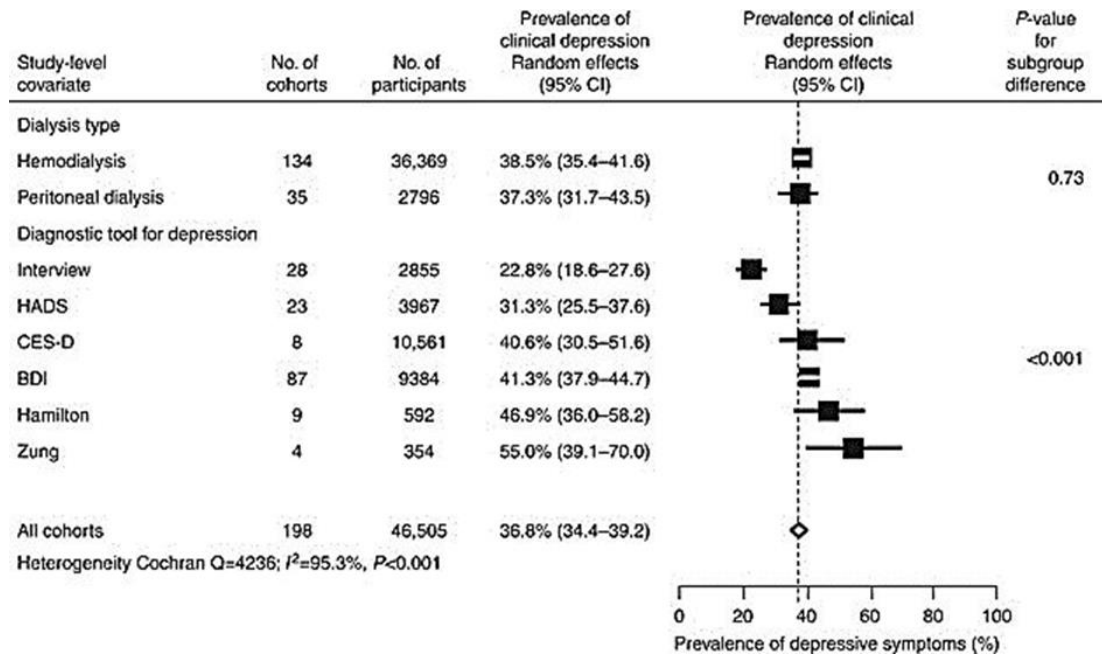 Study-level covariate No. of cohorts No. of participants Prevalence of clinical depression Random effects (95% CI) Prevalence of clinical depression Random effects (95% CI) P-value for subgroup difference
Dialysis type
Hemodialysis 134 36,369 38.5% (35.4–41.6)
0.73
Peritoneal dialysis 35 2796 37.3% (31.7–43.5)
Diagnostic tool for depression
Interview 28 2855 22.8% (18.6–27.6)
HADS 23 3967 31.3% (25.5–37.6)
CES-D 8 10,561 40.6% (30.5–51.6)
<0.001
BDI 87 9384 41.3% (37.9–44.7)
Hamilton 9 592 46.9% (36.0–58.2)
Zung 4 354 55.0% (39.1–70.0)
All cohorts 198 46,505 36.8% (34.4–39.2)
Heterogeneity Cochran Q=4236; I²=95.3%, P<0.001
0 20 40 60 80 100
Prevalence of depressive symptoms (%)